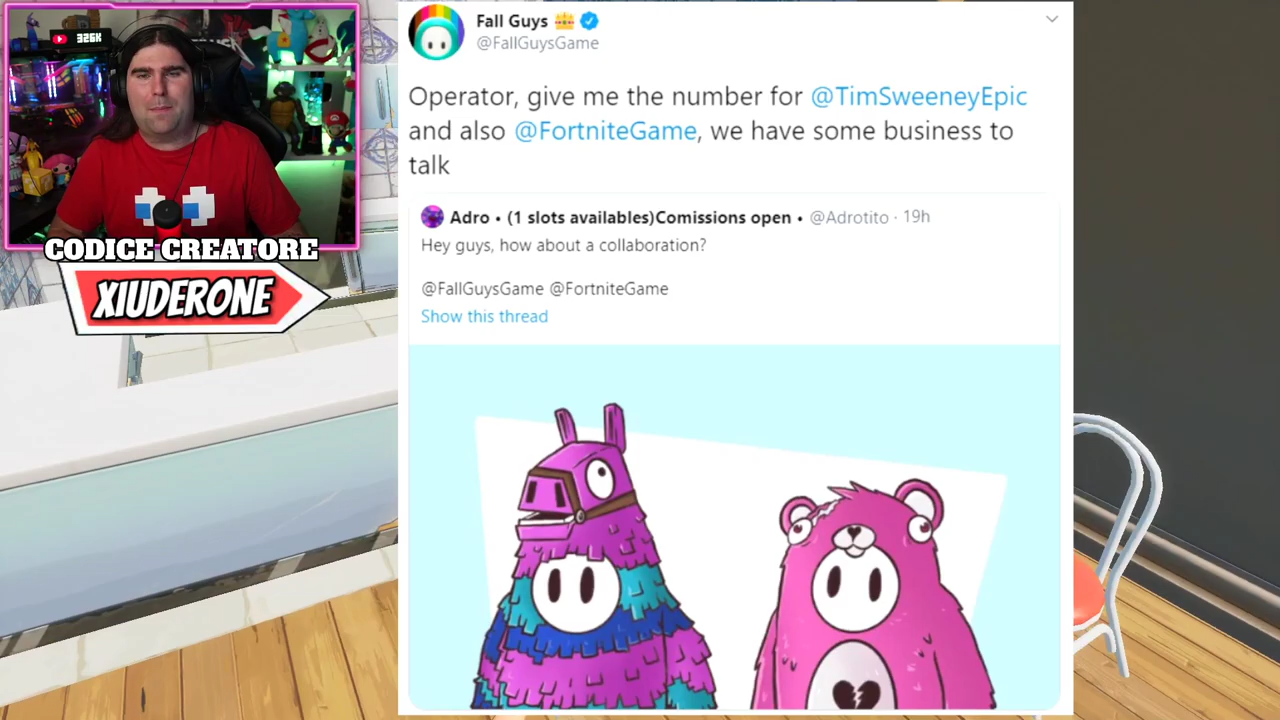 326K
CODICE CREATORE
XIUDERONE
Fall Guys 👑
@FallGuysGame
Operator, give me the number for @TimSweeneyEpic
and also @FortniteGame, we have some business to
talk
Adro • (1 slots availables)Comissions open • @Adrotito · 19h
Hey guys, how about a collaboration?
@FallGuysGame @FortniteGame
Show this thread